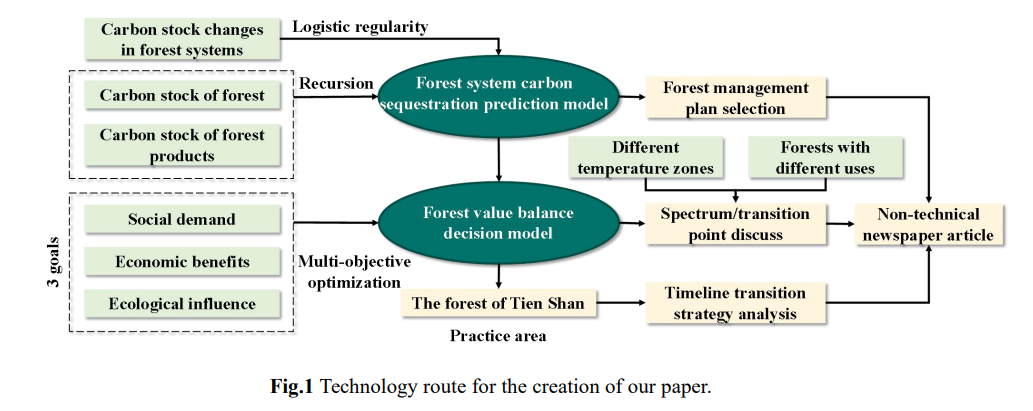 Carbon stock changes
in forest systems
Logistic regularity
Carbon stock of forest
Carbon stock of forest
products
Recursion
Forest system carbon
sequestration prediction model
Forest management
plan selection
Different
temperature zones
Forests with
different uses
3 goals
Social demand
Economic benefits
Ecological influence
Multi-objective
optimization
Forest value balance
decision model
Spectrum/transition
point discuss
Non-technical
newspaper article
The forest of Tien Shan
Practice area
Timeline transition
strategy analysis
Fig.1 Technology route for the creation of our paper.